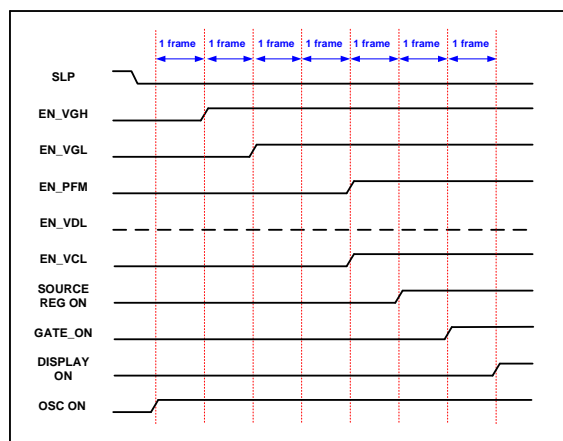 1 frame 1 frame 1 frame 1 frame 1 frame 1 frame 1 frame
SLP
EN_VGH
EN_VGL
EN_PFM
EN_VDL
EN_VCL
SOURCE
REG ON
GATE_ON
DISPLAY
ON
OSC ON